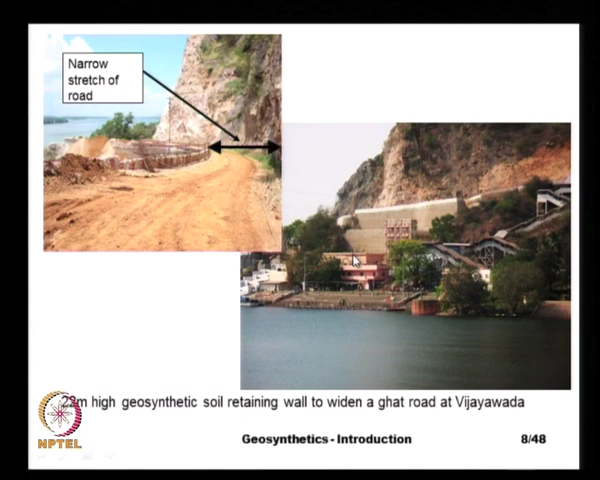 Narrow
stretch of
road
22m high geosynthetic soil retaining wall to widen a ghat road at Vijayawada
NPTEL
Geosynthetics - Introduction
8/48